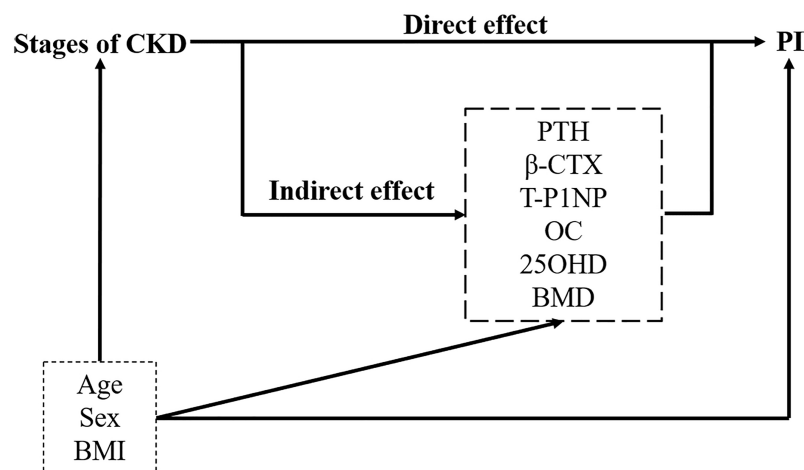 Direct effect
Stages of CKD
PI
PTH
β-CTX
T-P1NP
OC
25OHD
BMD
Indirect effect
Age
Sex
BMI